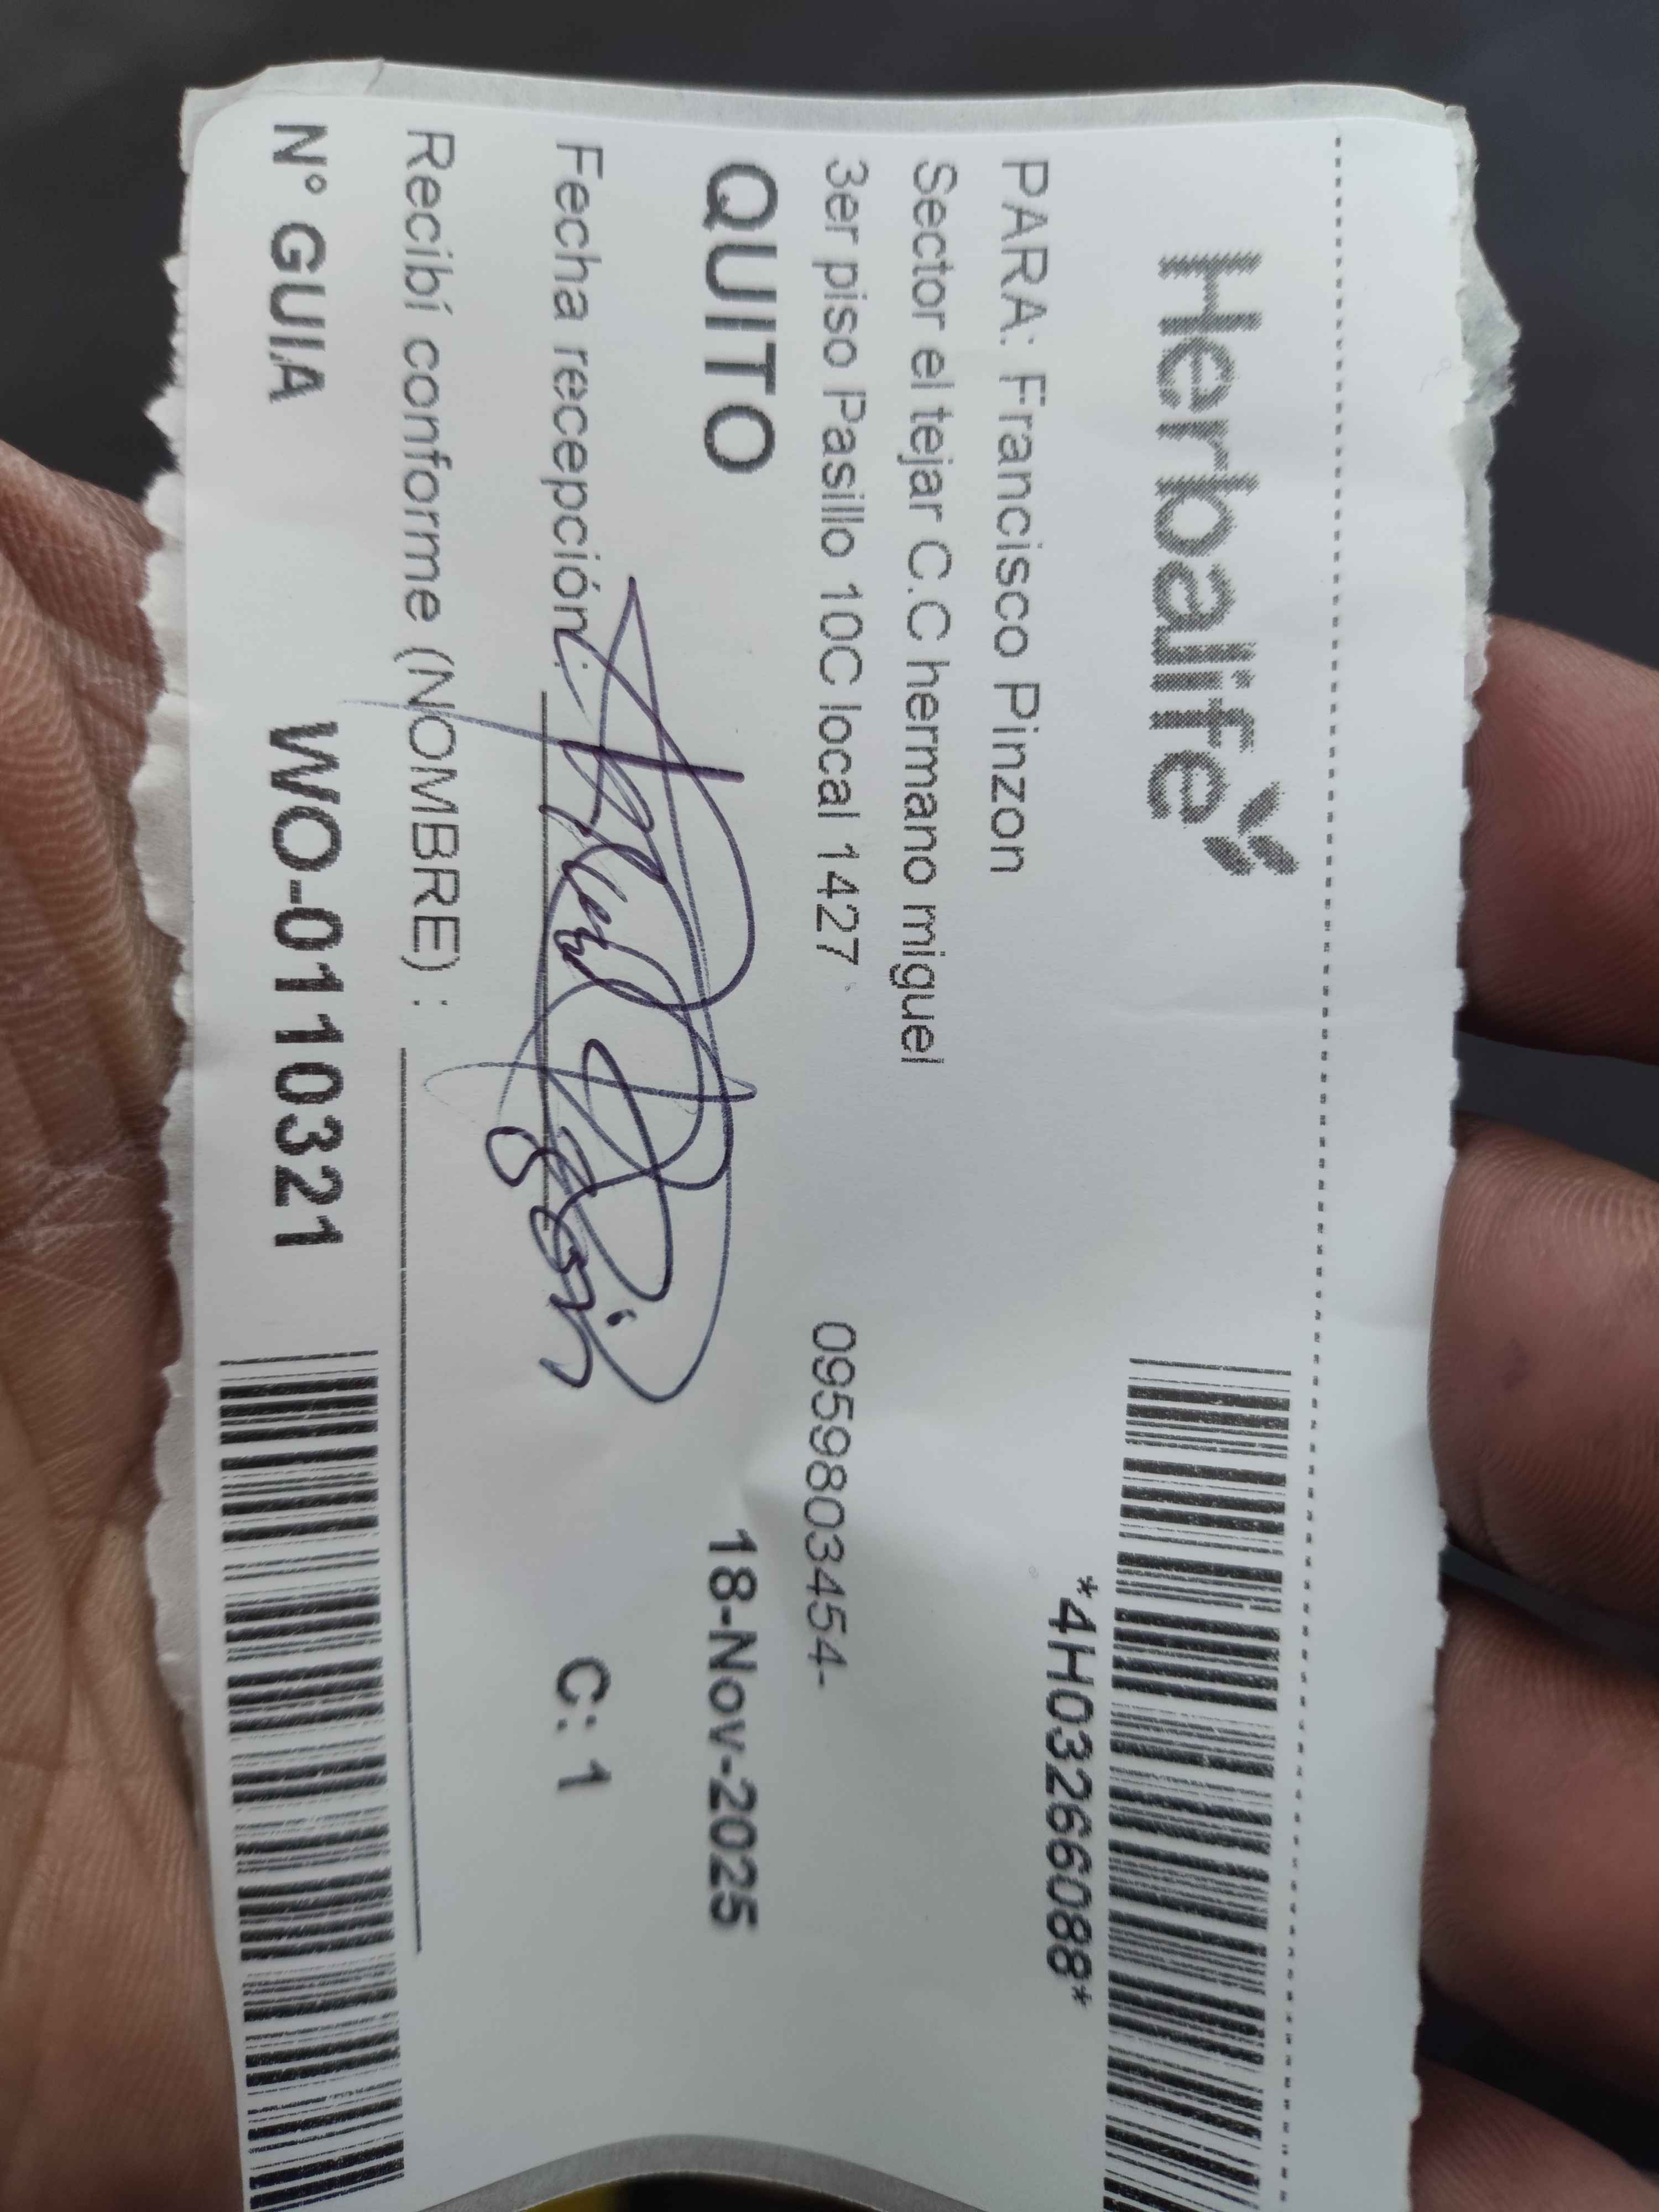 Herbalife
*4H03266088*
PARA: Francisco Pinzon
Sector el tejar C.C hermano miguel
3er piso Pasillo 10C local 1427 0959803454-
QUITO 18-Nov-2025
Fecha recepción: C: 1
Recibí conforme (NOMBRE) :
N° GUIA WO-0110321